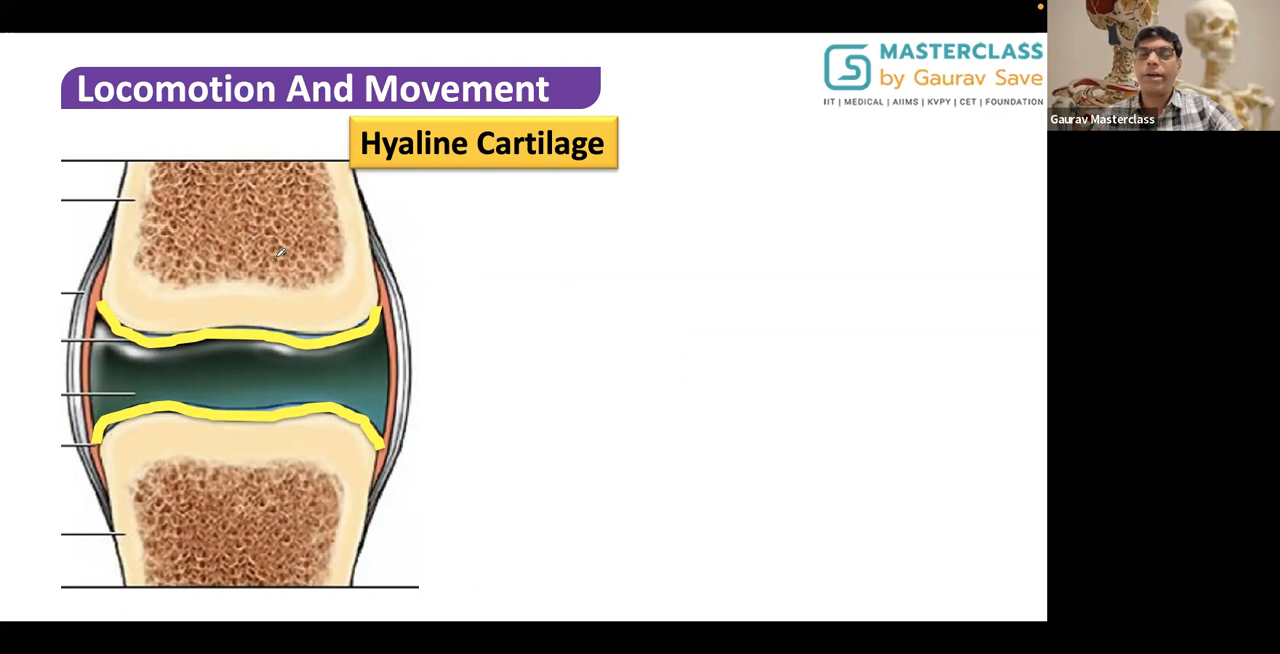 Locomotion And Movement
Hyaline Cartilage
MASTERCLASS
by Gaurav Save
IIT | MEDICAL | AIIMS | KVPY | CET | FOUNDATION
Gaurav Masterclass